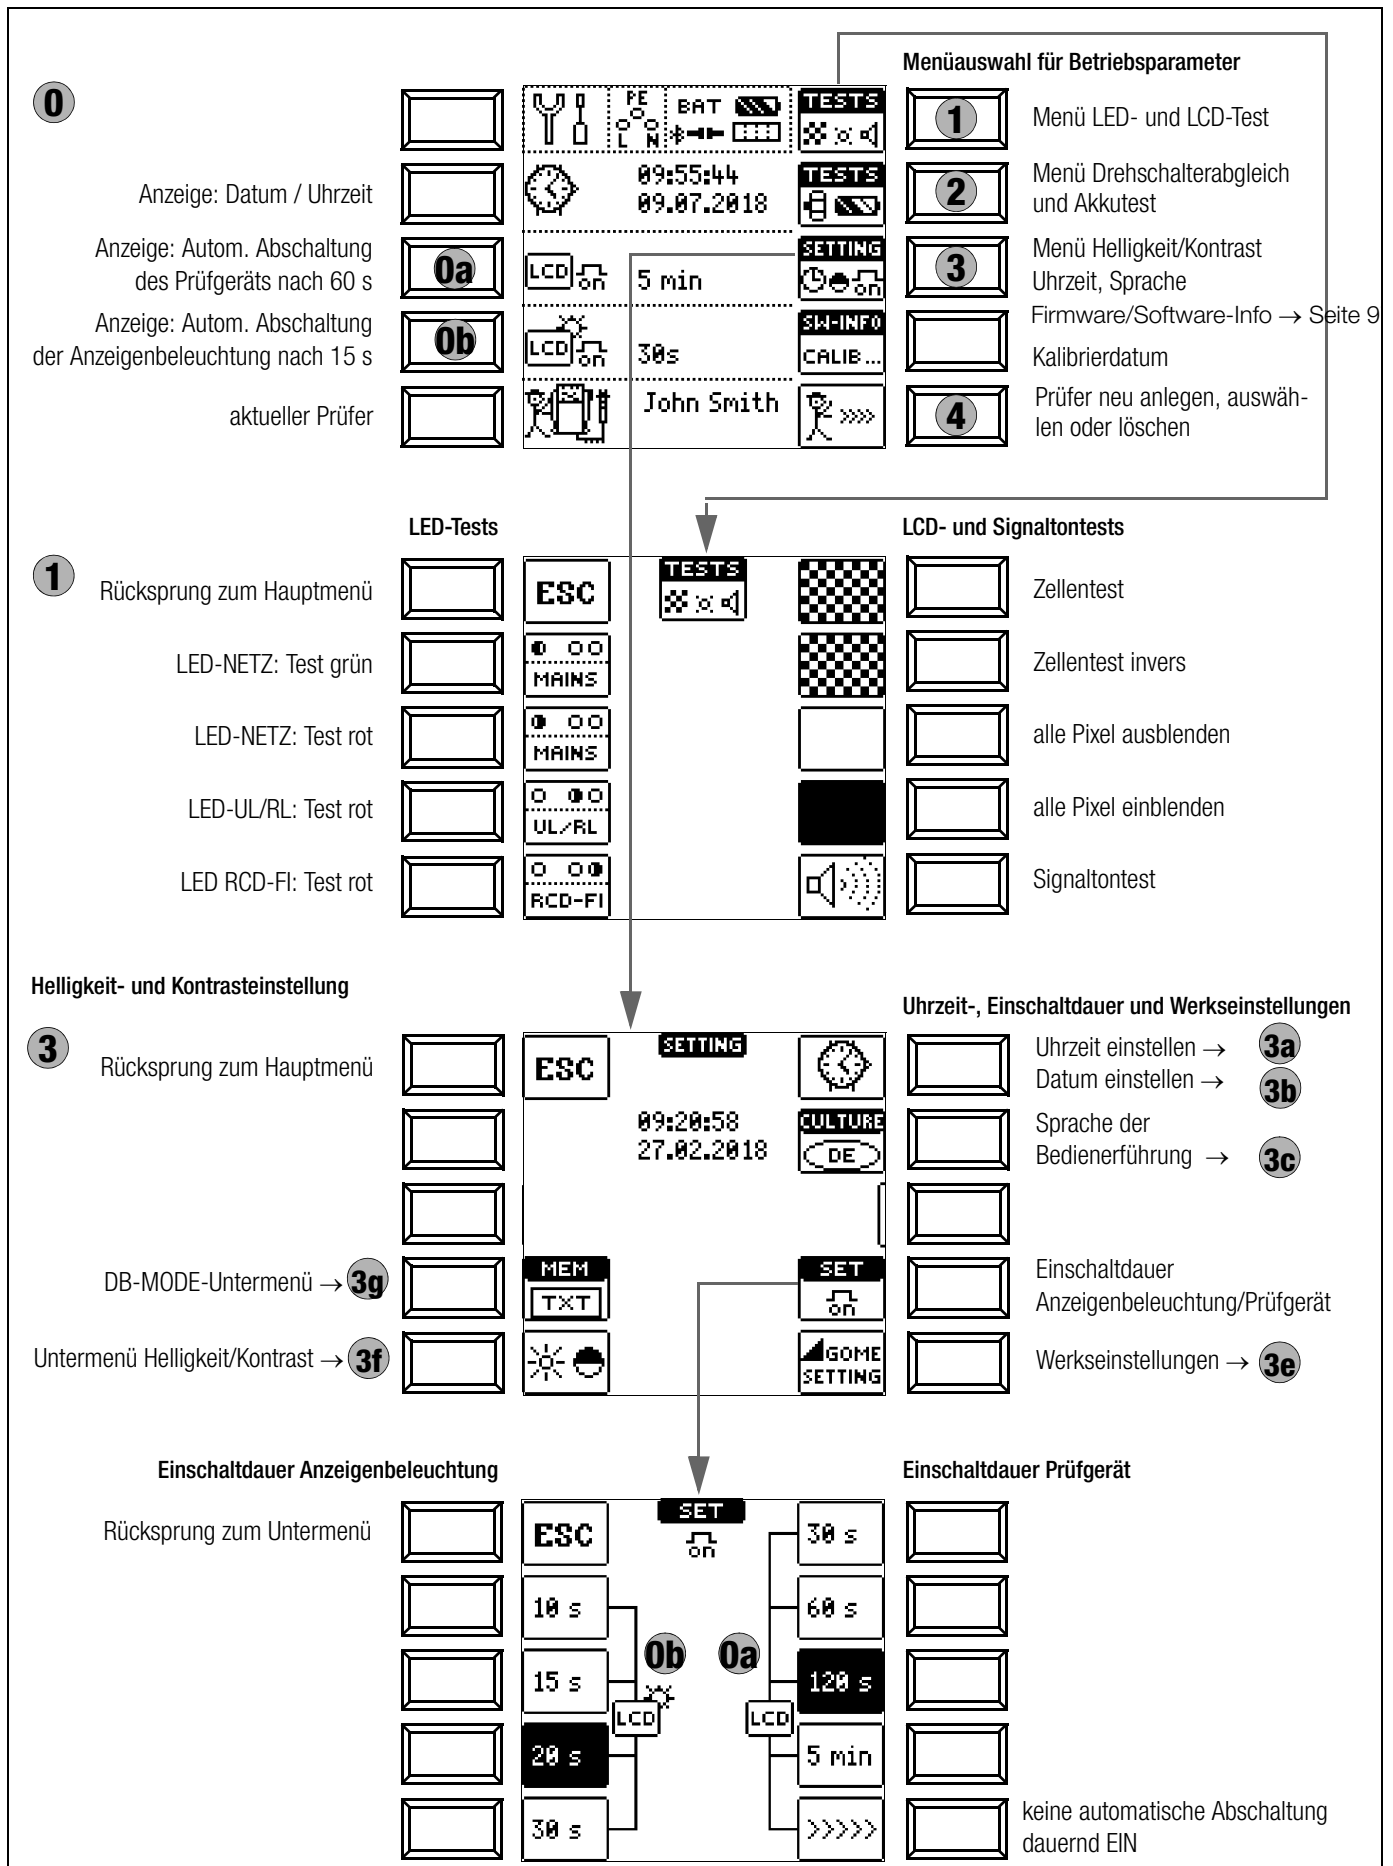 Menüauswahl für Betriebsparameter
0
PE
L N
BAT
TESTS
1
Menü LED- und LCD-Test
Anzeige: Datum / Uhrzeit
09:55:44
09.07.2018
TESTS
2
Menü Drehschalterabgleich
und Akkutest
Anzeige: Autom. Abschaltung
des Prüfgeräts nach 60 s
0a
LCD on
5 min
SETTING
on
3
Menü Helligkeit/Kontrast
Uhrzeit, Sprache
Anzeige: Autom. Abschaltung
der Anzeigenbeleuchtung nach 15 s
0b
LCD on
30s
SW-INFO
CALIB...
Firmware/Software-Info → Seite 9
Kalibrierdatum
aktueller Prüfer
John Smith
>>>>
4
Prüfer neu anlegen, auswäh-
len oder löschen
LED-Tests
LCD- und Signaltontests
1
Rücksprung zum Hauptmenü
ESC
TESTS
Zellentest
LED-NETZ: Test grün
MAINS
Zellentest invers
LED-NETZ: Test rot
MAINS
alle Pixel ausblenden
LED-UL/RL: Test rot
UL/RL
alle Pixel einblenden
LED RCD-FI: Test rot
RCD-FI
Signaltontest
Helligkeit- und Kontrasteinstellung
Uhrzeit-, Einschaltdauer und Werkseinstellungen
3
Rücksprung zum Hauptmenü
ESC
SETTING
Uhrzeit einstellen → 3a
Datum einstellen → 3b
09:20:58
27.02.2018
CULTURE
DE
Sprache der
Bedienerführung → 3c
DB-MODE-Untermenü → 3g
MEM
TXT
SET
on
Einschaltdauer
Anzeigenbeleuchtung/Prüfgerät
Untermenü Helligkeit/Kontrast → 3f
GOME
SETTING
Werkseinstellungen → 3e
Einschaltdauer Anzeigenbeleuchtung
Einschaltdauer Prüfgerät
Rücksprung zum Untermenü
ESC
SET
on
30 s
10 s
60 s
0b
0a
15 s
120 s
LCD
LCD
20 s
5 min
30 s
>>>>>
keine automatische Abschaltung
dauernd EIN